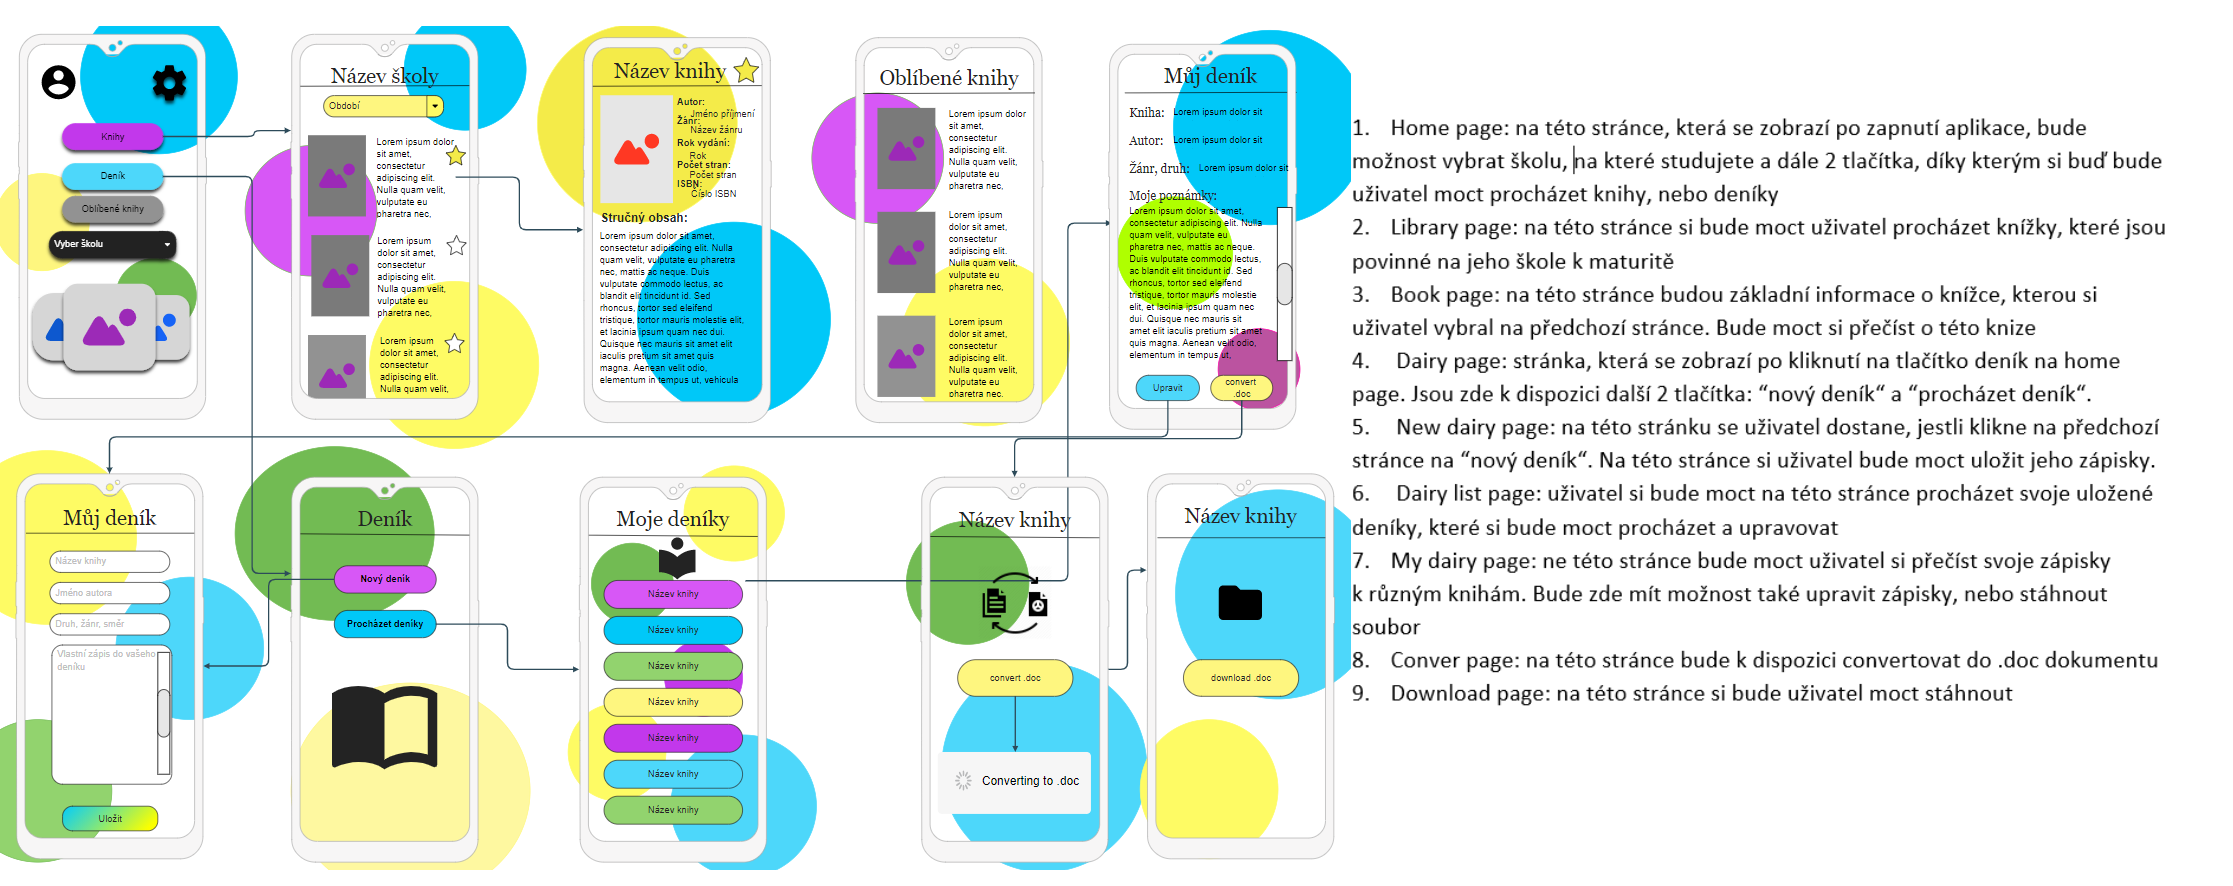 Knihy
Deník
Oblíbené knihy
Vyber školu
Název školy
Období
Lorem ipsum dolor
sit amet,
consectetur
adipiscing elit.
Nulla quam velit,
vulputate eu
pharetra nec,
Lorem ipsum
dolor sit amet,
consectetur
adipiscing elit.
Nulla quam velit,
vulputate eu
pharetra nec,
Lorem ipsum
dolor sit amet,
consectetur
adipiscing elit.
Nulla quam velit,
Název knihy
Autor:
Jméno příjmení
Žánr:
Název žánru
Rok vydání:
Rok
Počet stran:
Počet stran
ISBN:
Číslo ISBN
Stručný obsah:
Lorem ipsum dolor sit amet,
consectetur adipiscing elit. Nulla
quam velit, vulputate eu pharetra
nec, mattis ac neque. Duis
vulputate commodo lectus, ac
blandit elit tincidunt id. Sed
rhoncus, tortor sed eleifend
tristique, tortor mauris molestie elit,
et lacinia ipsum quam nec dui.
Quisque nec mauris sit amet elit
iaculis pretium sit amet quis
magna. Aenean velit odio,
elementum in tempus ut, vehicula
Oblíbené knihy
Lorem ipsum dolor
sit amet,
consectetur
adipiscing elit.
Nulla quam velit,
vulputate eu
pharetra nec,
Lorem ipsum
dolor sit amet,
consectetur
adipiscing elit.
Nulla quam velit,
vulputate eu
pharetra nec,
Lorem ipsum
dolor sit amet,
consectetur
adipiscing elit.
Nulla quam velit,
vulputate eu
pharetra nec.
Můj deník
Kniha: Lorem ipsum dolor sit
Autor: Lorem ipsum dolor sit
Žánr, druh: Lorem ipsum dolor sit
Moje poznámky:
Lorem ipsum dolor sit amet,
consectetur adipiscing elit. Nulla
quam velit, vulputate eu
pharetra nec, mattis ac neque.
Duis vulputate commodo lectus,
ac blandit elit tincidunt id. Sed
rhoncus, tortor sed eleifend
tristique, tortor mauris molestie
elit, et lacinia ipsum quam nec
dui. Quisque nec mauris sit
amet elit iaculis pretium sit amet
quis magna. Aenean velit odio,
elementum in tempus ut,
Upravit
convert
.doc
Můj deník
Název knihy
Jméno autora
Druh, žánr, směr
Vlastní zápis do vašeho
deníku
Uložit
Deník
Nový deník
Procházet deníky
Moje deníky
Název knihy
Název knihy
Název knihy
Název knihy
Název knihy
Název knihy
Název knihy
Název knihy
convert .doc
Converting to .doc
Název knihy
download .doc
1. Home page: na této stránce, která se zobrazí po zapnutí aplikace, bude
možnost vybrat školu, na které studujete a dále 2 tlačítka, díky kterým si buď bude
uživatel moct procházet knihy, nebo deníky
2. Library page: na této stránce si bude moct uživatel procházet knížky, které jsou
povinné na jeho škole k maturitě
3. Book page: na této stránce budou základní informace o knížce, kterou si
uživatel vybral na předchozí stránce. Bude moct si přečíst o této knize
4. Dairy page: stránka, která se zobrazí po kliknutí na tlačítko deník na home
page. Jsou zde k dispozici další 2 tlačítka: “nový deník“ a “procházet deník“.
5. New dairy page: na této stránku se uživatel dostane, jestli klikne na předchozí
stránce na “nový deník“. Na této stránce si uživatel bude moct uložit jeho zápisky.
6. Dairy list page: uživatel si bude moct na této stránce procházet svoje uložené
deníky, které si bude moct procházet a upravovat
7. My dairy page: ne této stránce bude moct uživatel si přečíst svoje zápisky
k různým knihám. Bude zde mít možnost také upravit zápisky, nebo stáhnout
soubor
8. Conver page: na této stránce bude k dispozici convertovat do .doc dokumentu
9. Download page: na této stránce si bude uživatel moct stáhnout